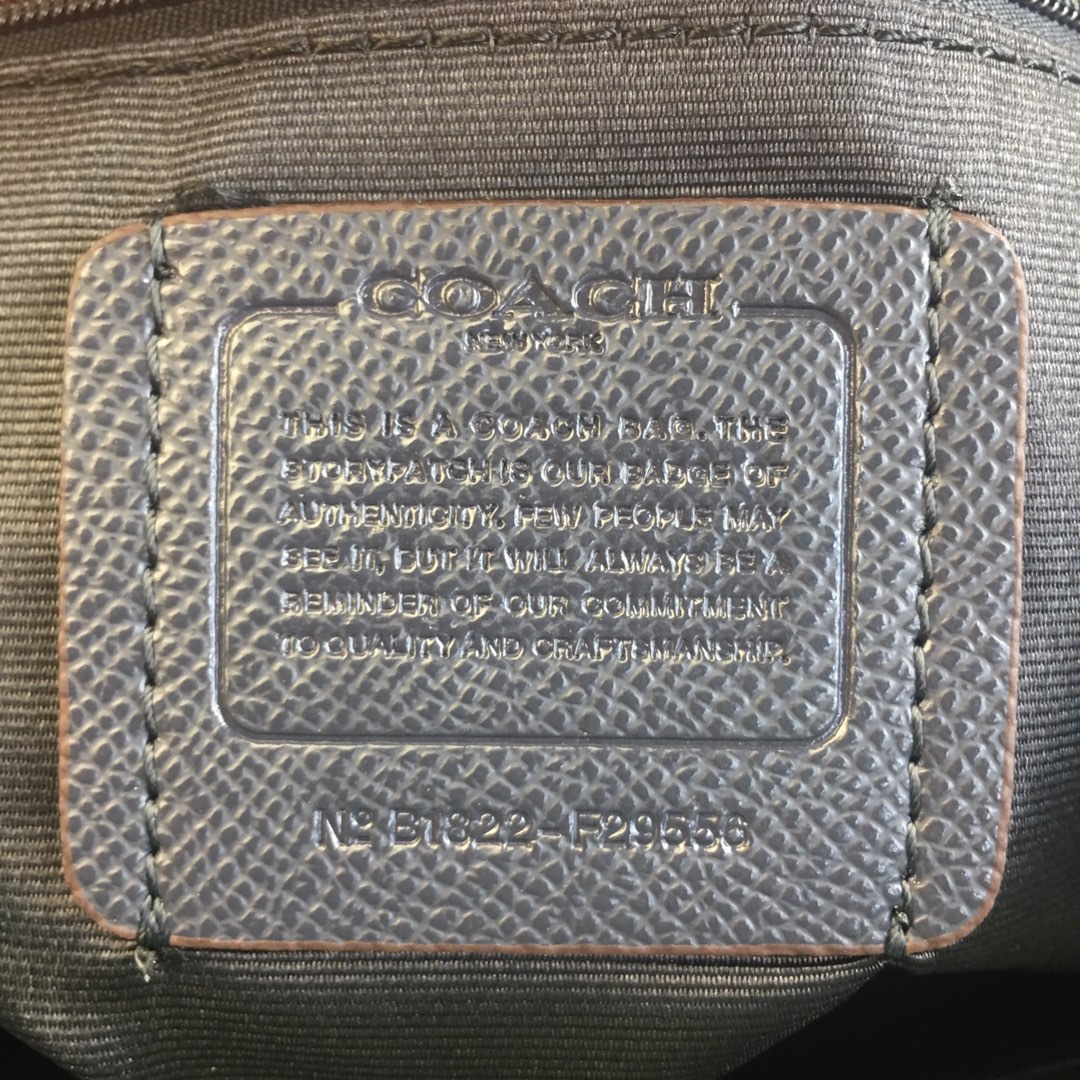 COACH
NEW YORK
THIS IS A COACH BAG. THE
STORYPATCH IS OUR BADGE OF
AUTHENTICITY. FEW PEOPLE MAY
SEE IT, BUT IT WILL ALWAYS BE A
REMINDER OF OUR COMMITMENT
TO QUALITY AND CRAFTSMANSHIP.
Nº B1822-F29556